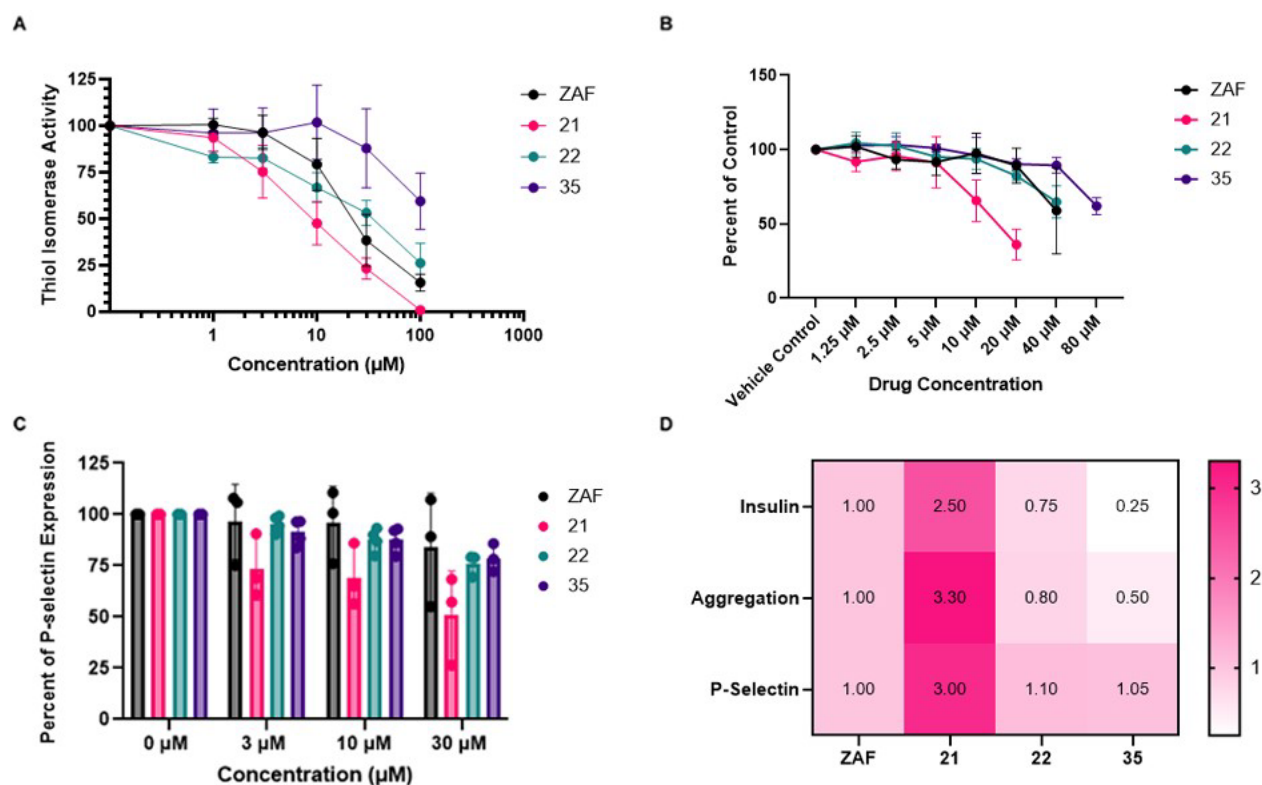 A
Thiol Isomerase Activity
125
100
75
50
25
0
1
10
100
1000
Concentration (µM)
ZAF
21
22
35
B
Percent of Control
150
100
50
0
Vehicle Control
1.25 µM
2.5 µM
5 µM
10 µM
20 µM
40 µM
80 µM
Drug Concentration
ZAF
21
22
35
C
Percent of P-selectin Expression
125
100
75
50
25
0
0 µM
3 µM
10 µM
30 µM
Concentration (µM)
ZAF
21
22
35
D
Insulin 1.00 2.50 0.75 0.25
Aggregation 1.00 3.30 0.80 0.50
P-Selectin 1.00 3.00 1.10 1.05
ZAF 21 22 35
3
2
1